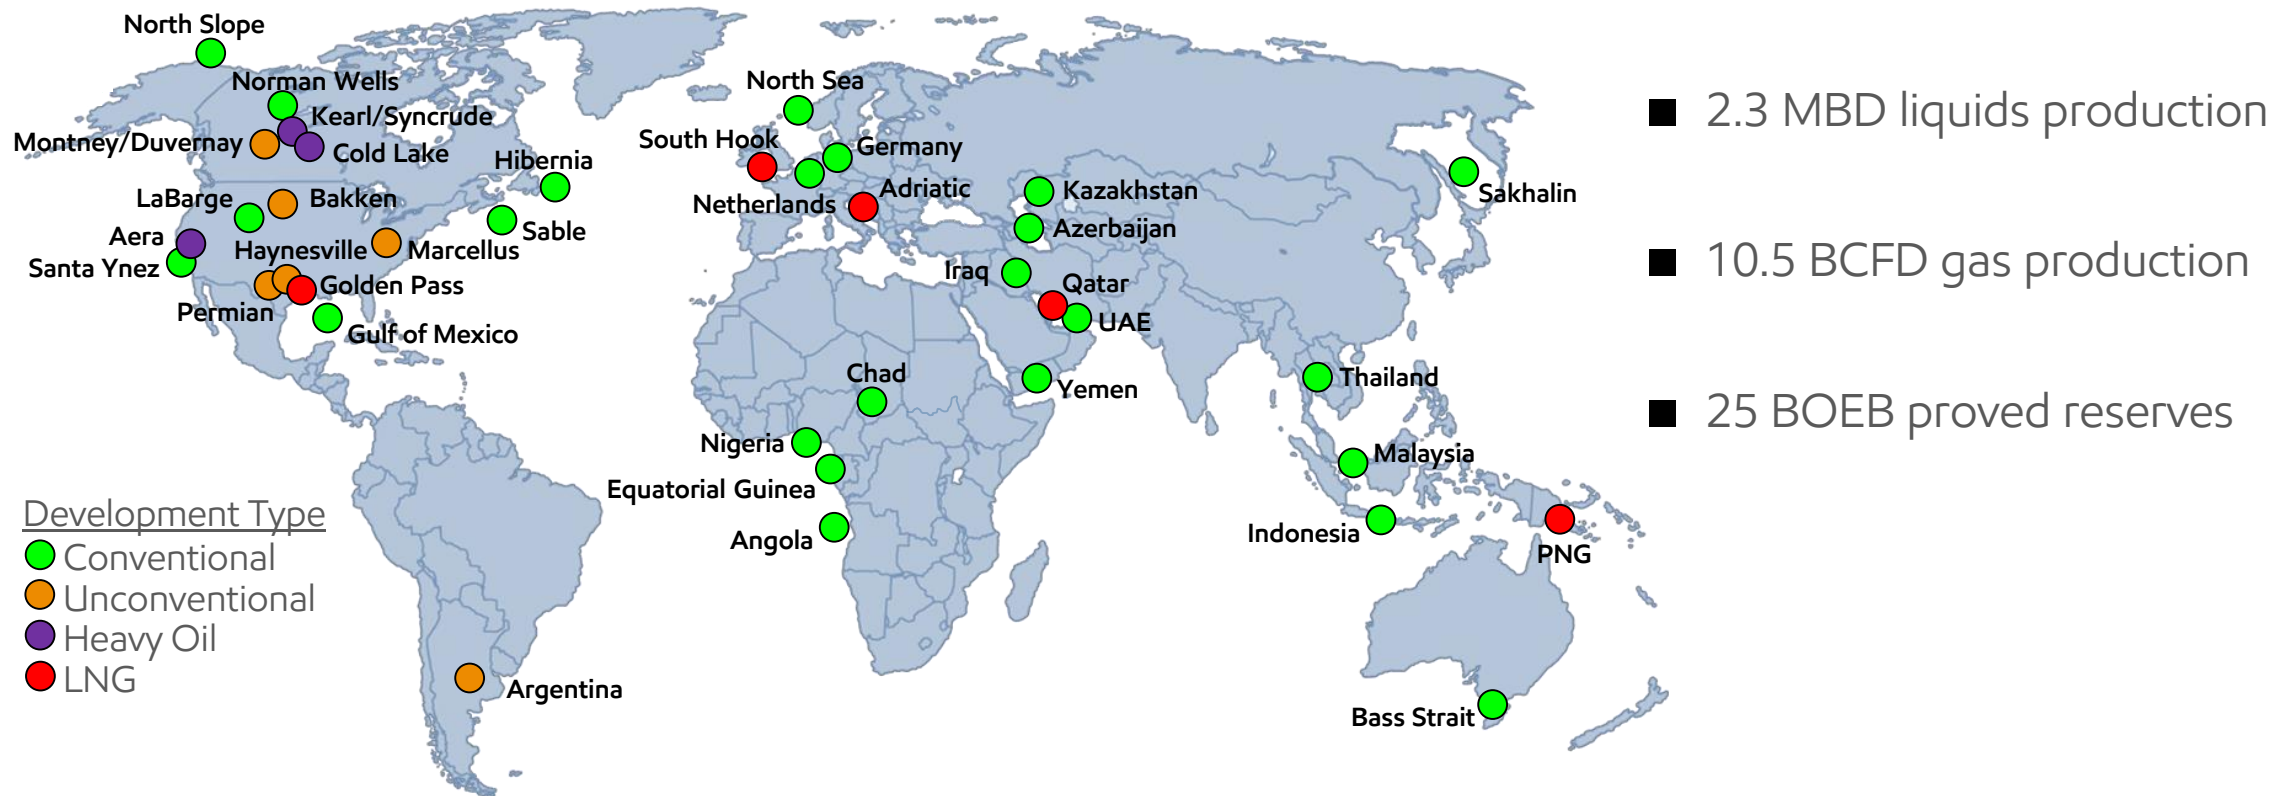 North Slope
Norman Wells
Kearl/Syncrude
Montney/Duvernay
Cold Lake
Hibernia
LaBarge
Bakken
Sable
Aera
Haynesville
Marcellus
Santa Ynez
Golden Pass
Permian
Gulf of Mexico
North Sea
South Hook
Germany
Netherlands
Adriatic
Kazakhstan
Azerbaijan
Iraq
Qatar
UAE
Yemen
Chad
Nigeria
Equatorial Guinea
Angola
Sakhalin
Thailand
Malaysia
Indonesia
PNG
Bass Strait
Argentina
Development Type
Conventional
Unconventional
Heavy Oil
LNG
2.3 MBD liquids production
10.5 BCFD gas production
25 BOEB proved reserves